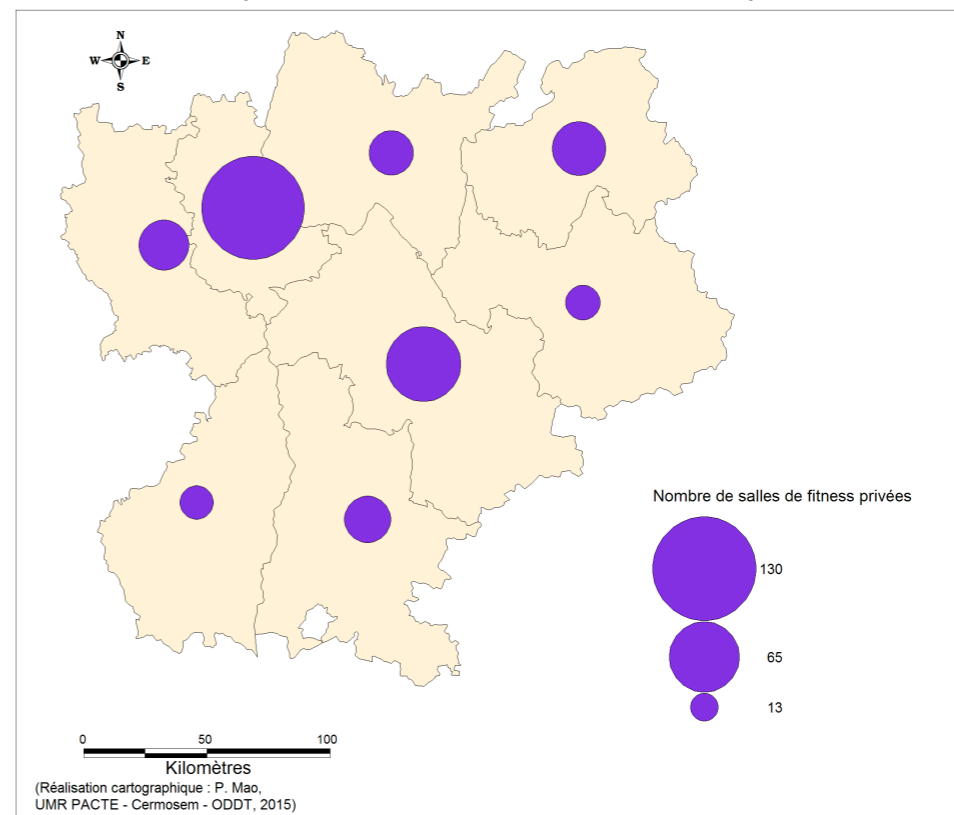 N
W E
S
Nombre de salles de fitness privées
130
65
13
0 50 100
Kilomètres
(Réalisation cartographique : P. Mao,
UMR PACTE - Cermosem - ODDT, 2015)